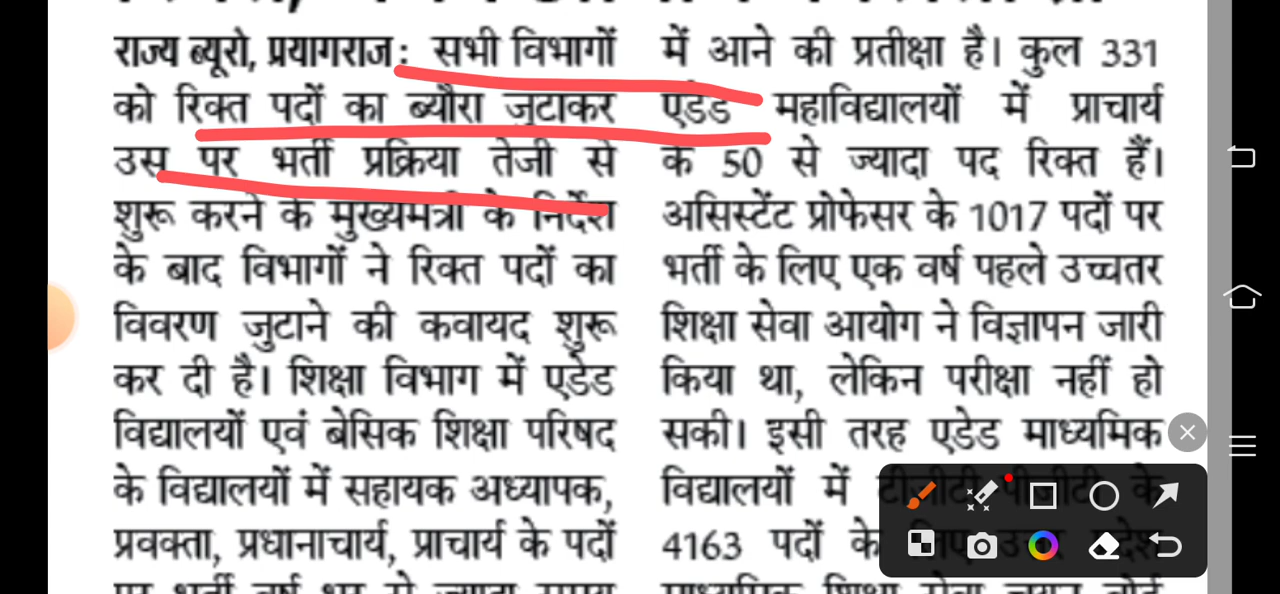 राज्य ब्यूरो, प्रयागराज : सभी विभागों
को रिक्त पदों का ब्यौरा जुटाकर
उस पर भर्ती प्रक्रिया तेजी से
शुरू करने के मुख्यमंत्री के निर्देश
के बाद विभागों ने रिक्त पदों का
विवरण जुटाने की कवायद शुरू
कर दी है। शिक्षा विभाग में एडेड
विद्यालयों एवं बेसिक शिक्षा परिषद
के विद्यालयों में सहायक अध्यापक,
प्रवक्ता, प्रधानाचार्य, प्राचार्य के पदों
में आने की प्रतीक्षा है। कुल 331
एडेड महाविद्यालयों में प्राचार्य
के 50 से ज्यादा पद रिक्त हैं।
असिस्टेंट प्रोफेसर के 1017 पदों पर
भर्ती के लिए एक वर्ष पहले उच्चतर
शिक्षा सेवा आयोग ने विज्ञापन जारी
किया था, लेकिन परीक्षा नहीं हो
सकी। इसी तरह एडेड माध्यमिक
विद्यालयों में टीजीटी-पीजीटी के
4163 पदों के लिए उत्तर प्रदेश